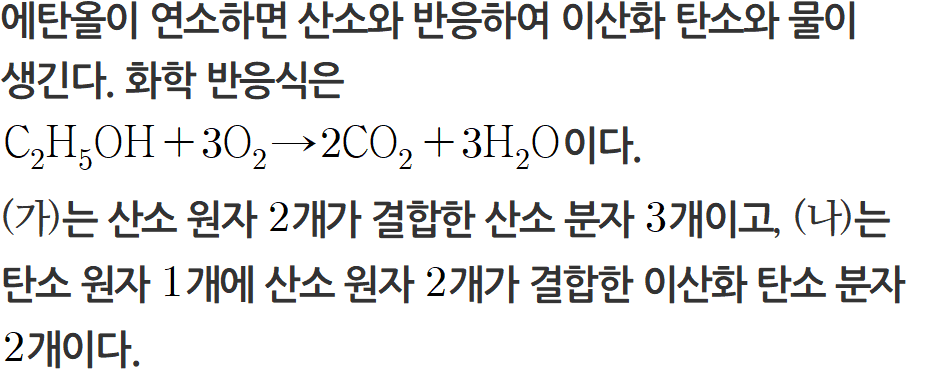 에탄올이 연소하면 산소와 반응하여 이산화 탄소와 물이
생긴다. 화학 반응식은
C₂H₅OH+3O₂→2CO₂+3H₂O이다.
(가)는 산소 원자 2개가 결합한 산소 분자 3개이고, (나)는
탄소 원자 1개에 산소 원자 2개가 결합한 이산화 탄소 분자
2개이다.